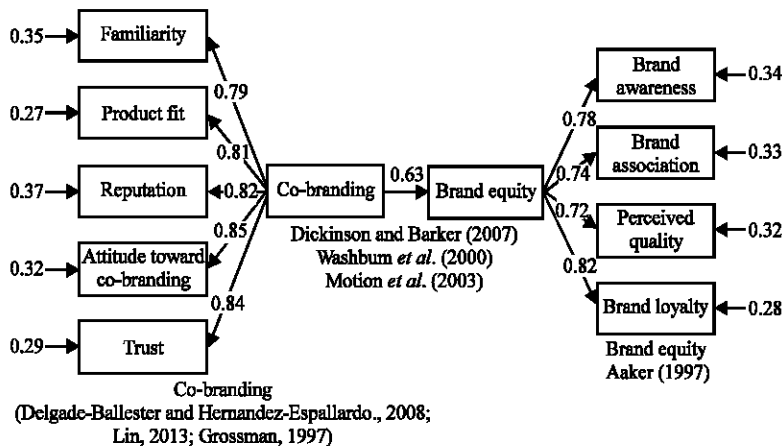 0.35
Familiarity
0.79
0.27
Product fit
0.81
0.37
Reputation
0.82
0.32
Attitude toward
co-branding
0.85
0.29
Trust
0.84
Co-branding
(Delgade-Ballester and Hernandez-Espallardo., 2008;
Lin, 2013; Grossman, 1997)
Co-branding
0.63
Brand equity
Dickinson and Barker (2007)
Washbum et al. (2000)
Motion et al. (2003)
0.78
Brand
awareness
0.34
0.74
Brand
association
0.33
0.72
Perceived
quality
0.32
0.82
Brand loyalty
0.28
Brand equity
Aaker (1997)